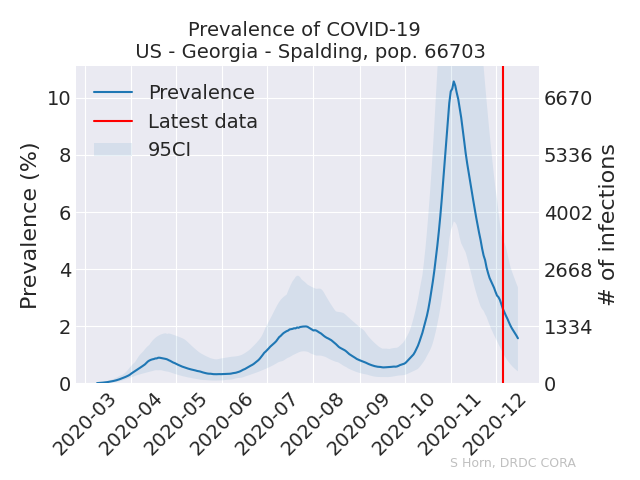 Prevalence of COVID-19
US - Georgia - Spalding, pop. 66703
Prevalence
Latest data
95CI
Prevalence (%)
10
8
6
4
2
0
6670
5336
4002
2668
1334
0
# of infections
2020-03
2020-04
2020-05
2020-06
2020-07
2020-08
2020-09
2020-10
2020-11
2020-12
S Horn, DRDC CORA